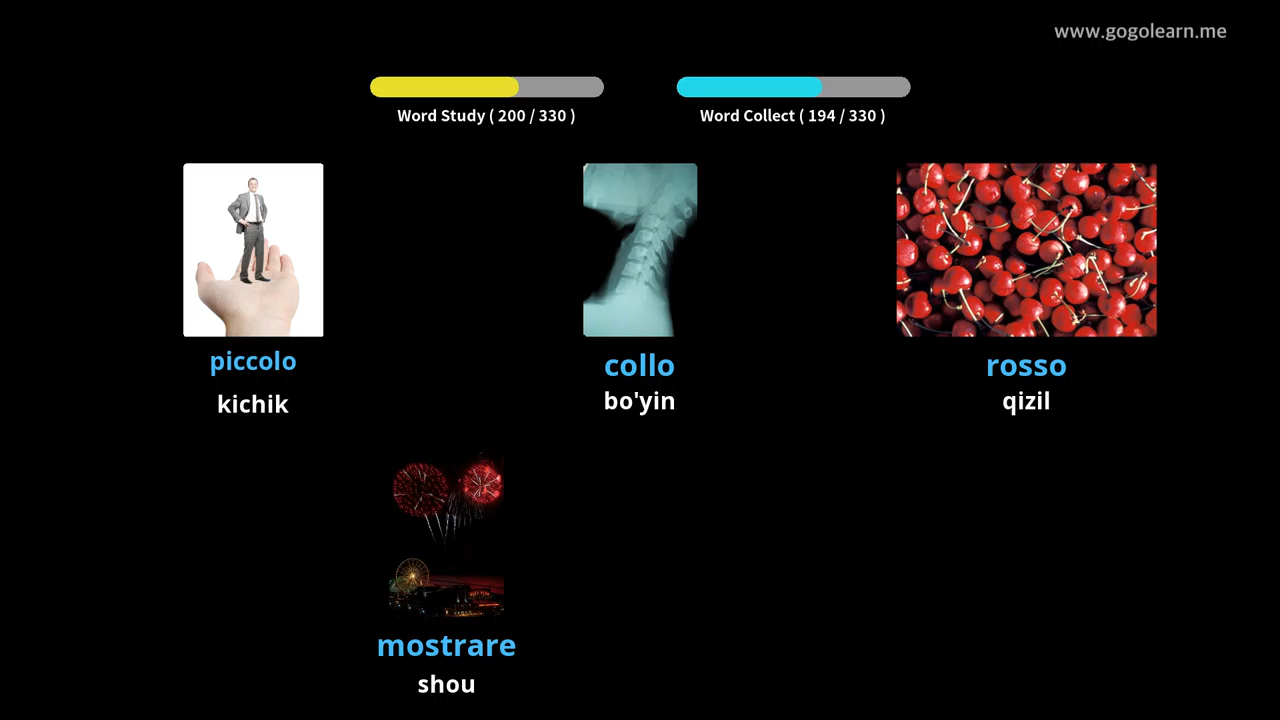 www.gogolearn.me
Word Study ( 200 / 330 )
Word Collect ( 194 / 330 )
piccolo
kichik
collo
bo'yin
rosso
qizil
mostrare
shou